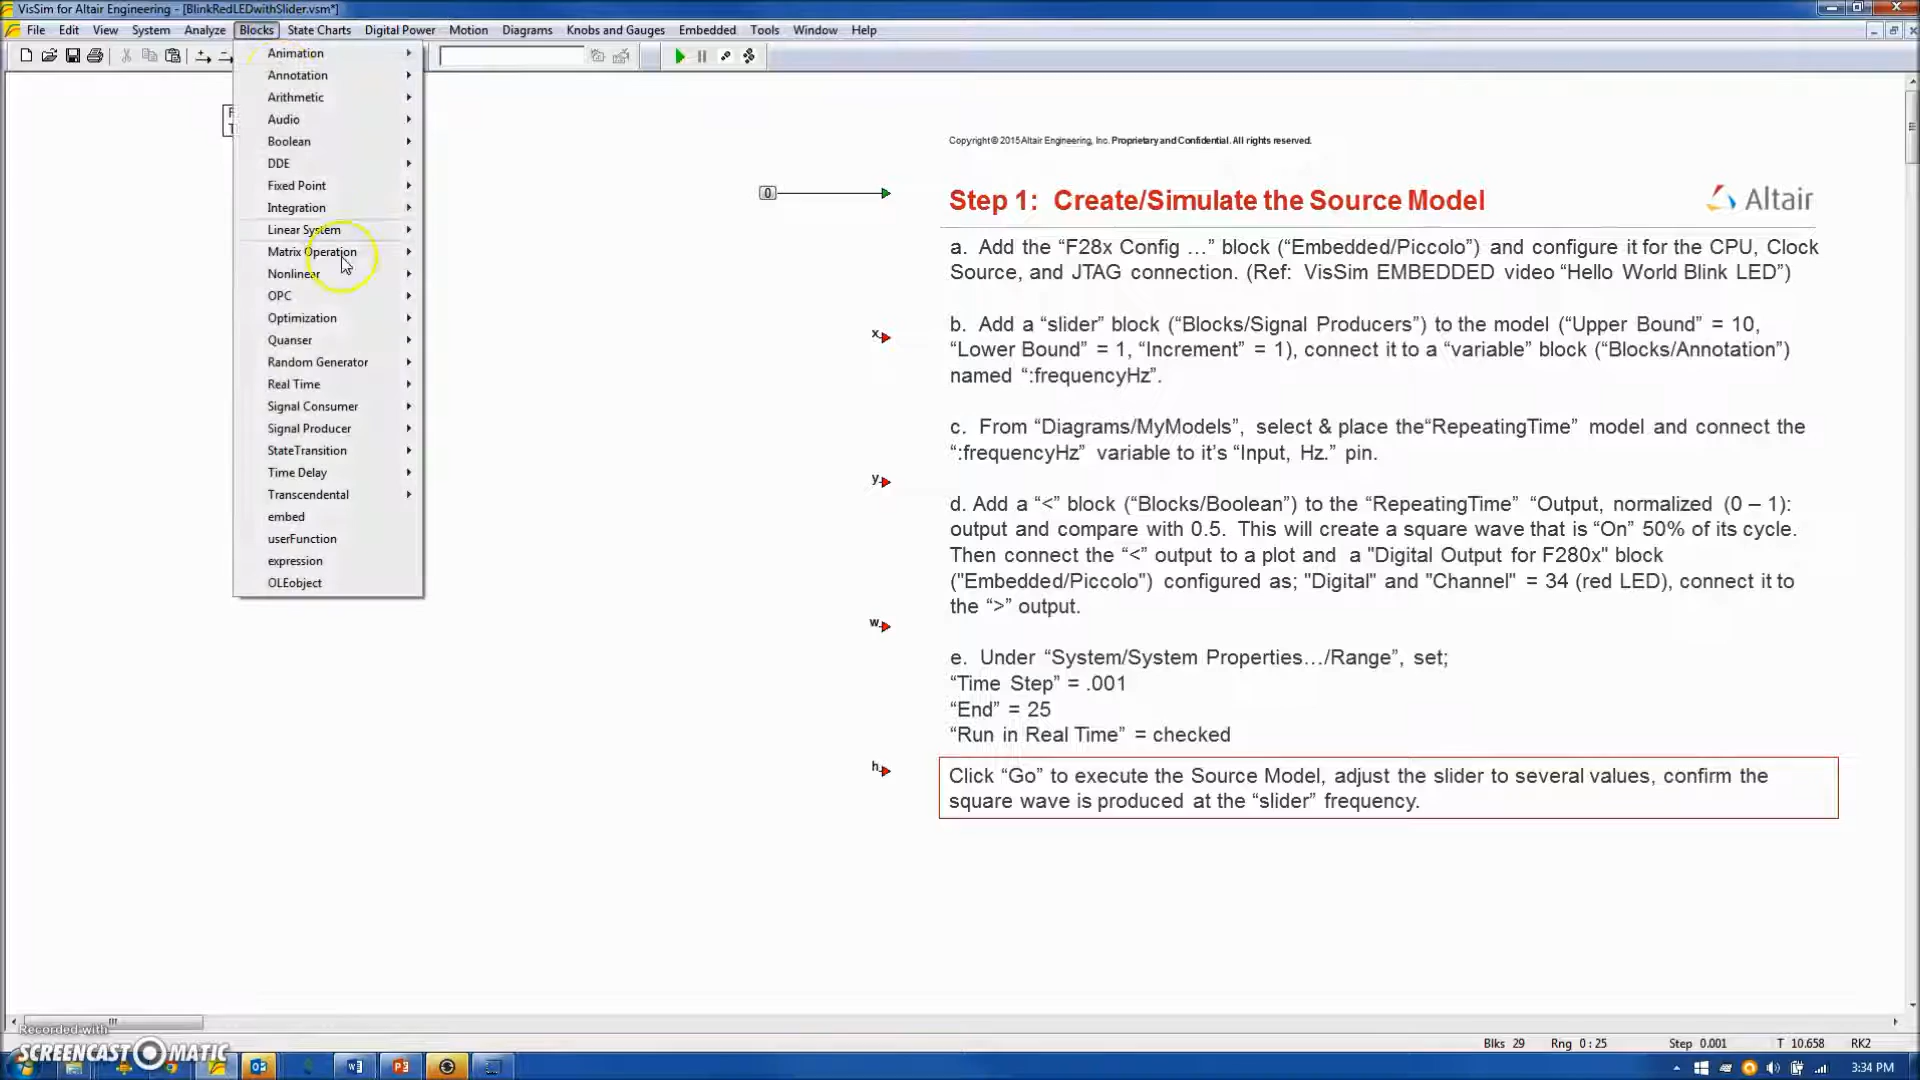 VisSim for Altair Engineering - [BlinkRedLEDwithSlider.vsm*]
File Edit View System Analyze Blocks State Charts Digital Power Motion Diagrams Knobs and Gauges Embedded Tools Window Help
Animation
Annotation
Arithmetic
Audio
Boolean
DDE
Fixed Point
Integration
Linear System
Matrix Operation
Nonlinear
OPC
Optimization
Quanser
Random Generator
Real Time
Signal Consumer
Signal Producer
StateTransition
Time Delay
Transcendental
embed
userFunction
expression
OLEobject
0
x
y
w
h
Copyright © 2015 Altair Engineering, Inc. Proprietary and Confidential. All rights reserved.
Step 1: Create/Simulate the Source Model
Altair
a. Add the “F28x Config …” block (“Embedded/Piccolo”) and configure it for the CPU, Clock
Source, and JTAG connection. (Ref: VisSim EMBEDDED video “Hello World Blink LED”)
b. Add a “slider” block (“Blocks/Signal Producers”) to the model (“Upper Bound” = 10,
“Lower Bound” = 1, “Increment” = 1), connect it to a “variable” block (“Blocks/Annotation”)
named “:frequencyHz”.
c. From “Diagrams/MyModels”, select & place the“RepeatingTime” model and connect the
“:frequencyHz” variable to it’s “Input, Hz.” pin.
d. Add a “<” block (“Blocks/Boolean”) to the “RepeatingTime” “Output, normalized (0 – 1):
output and compare with 0.5. This will create a square wave that is “On” 50% of its cycle.
Then connect the “<” output to a plot and a "Digital Output for F280x" block
("Embedded/Piccolo") configured as; "Digital" and "Channel" = 34 (red LED), connect it to
the “>” output.
e. Under “System/System Properties…/Range”, set;
“Time Step” = .001
“End” = 25
“Run in Real Time” = checked
Click “Go” to execute the Source Model, adjust the slider to several values, confirm the
square wave is produced at the “slider” frequency.
Blks 29 Rng 0 : 25 Step 0.001 T 10.658 RK2
Recorded with
SCREENCAST O MATIC
3:34 PM